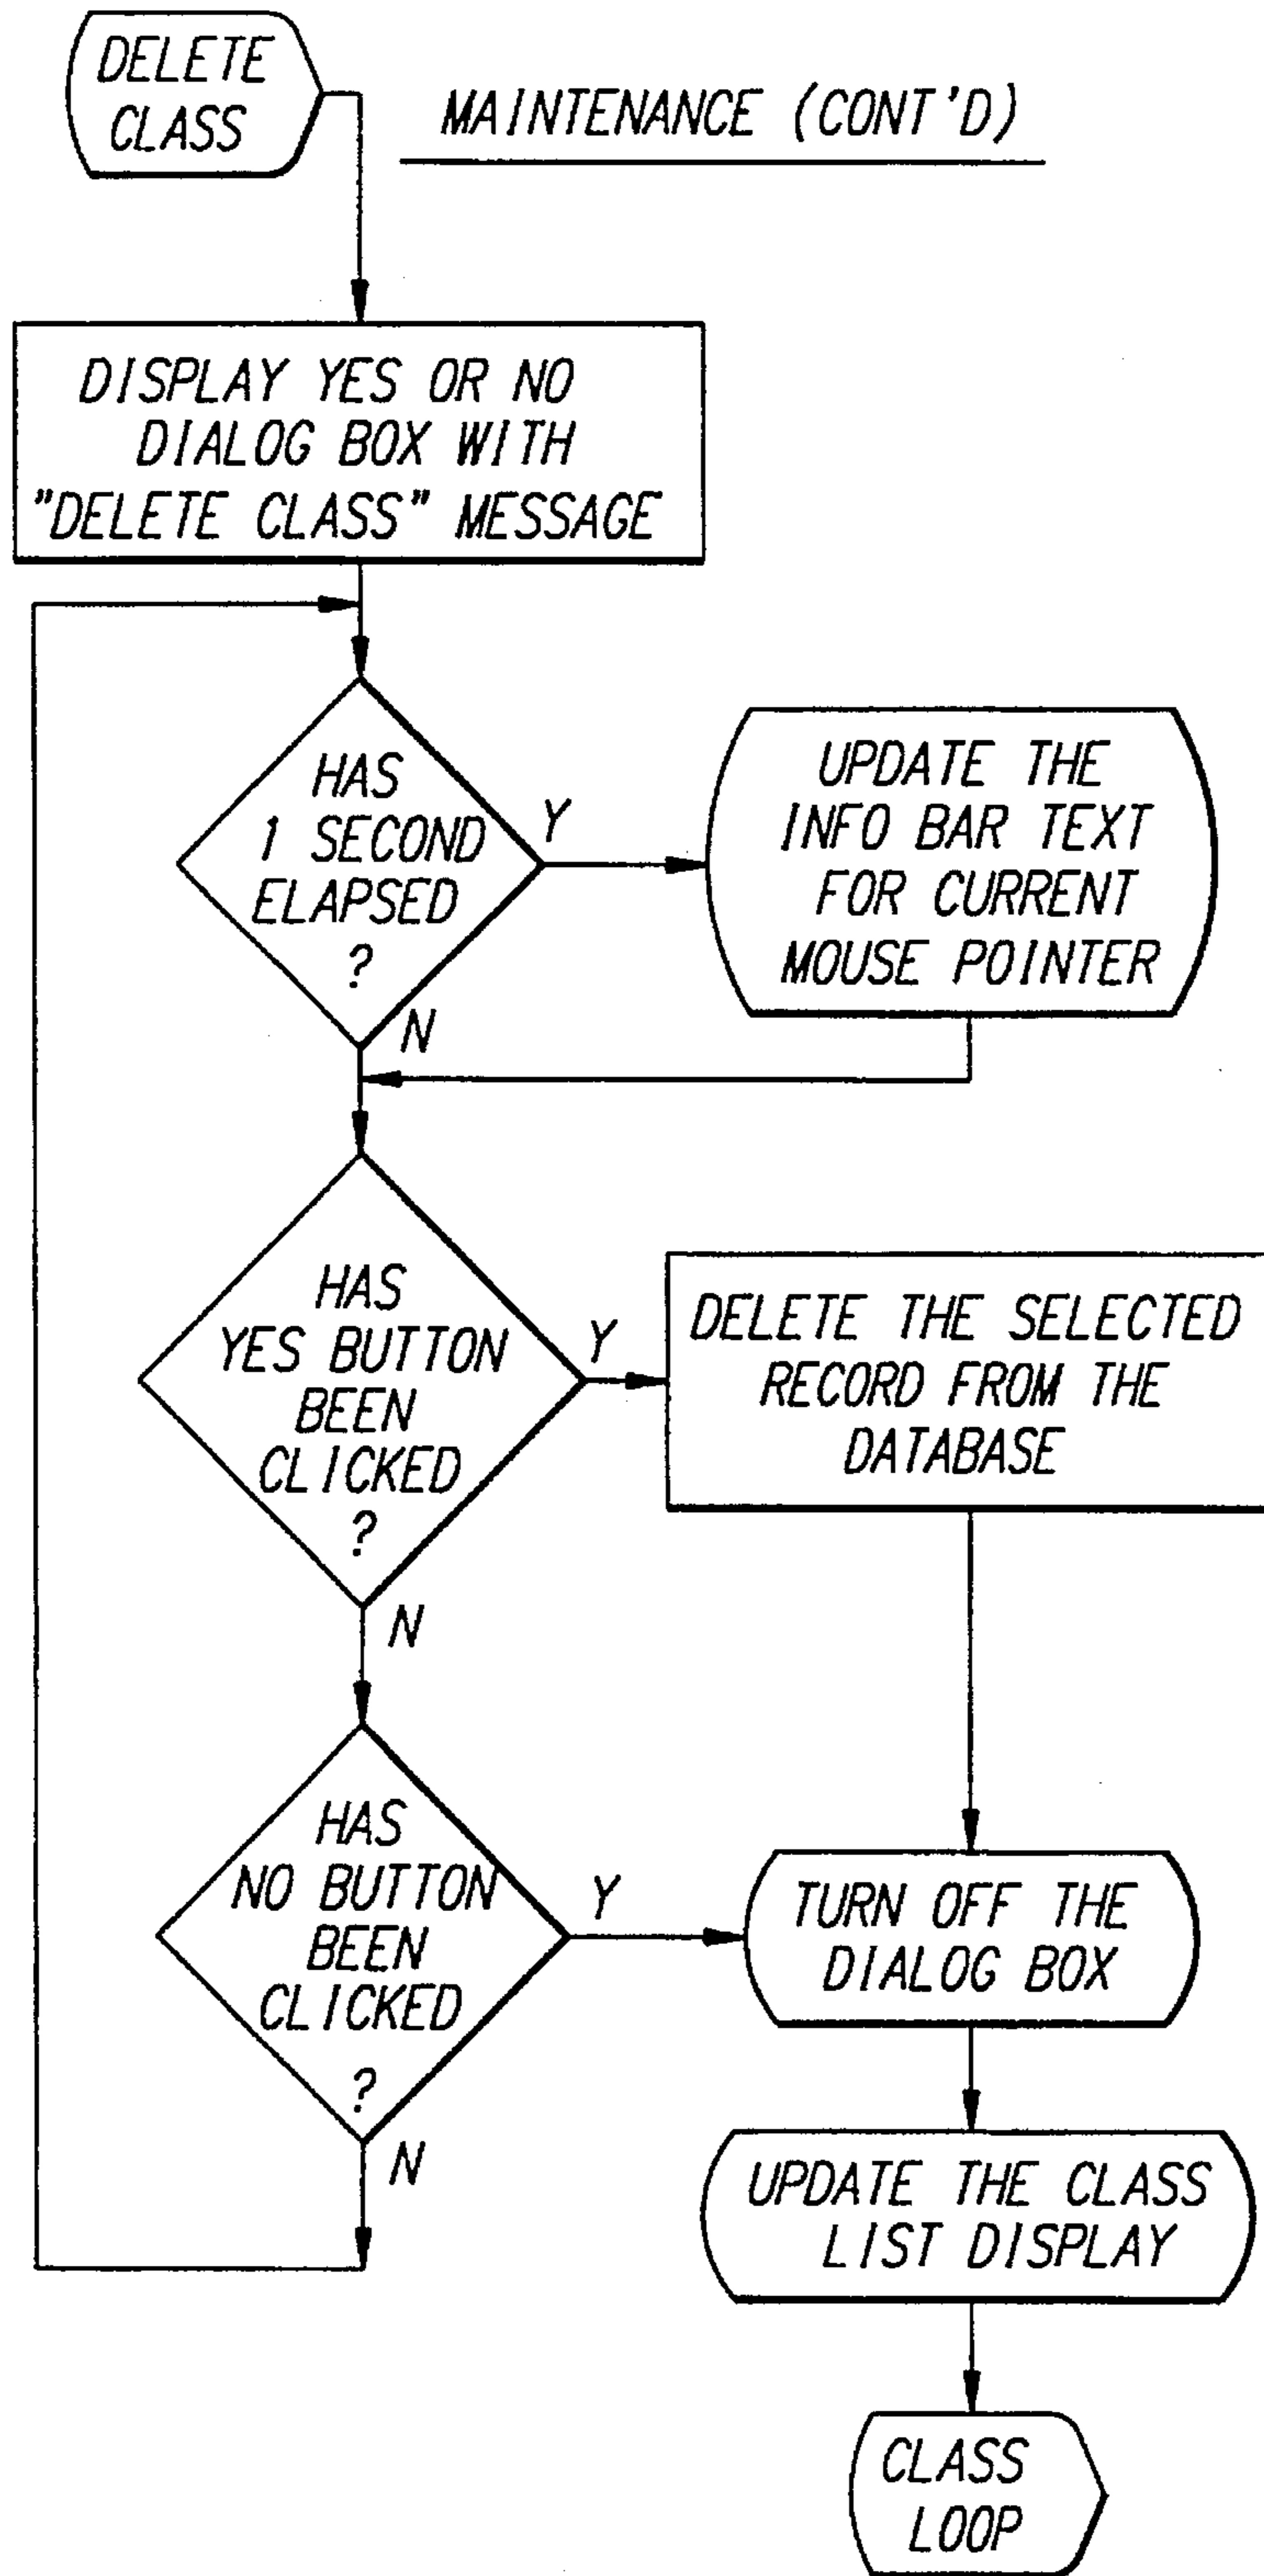 DELETE
CLASS
MAINTENANCE (CONT'D)
DISPLAY YES OR NO
DIALOG BOX WITH
"DELETE CLASS" MESSAGE
HAS
1 SECOND
ELAPSED
?
Y
N
UPDATE THE
INFO BAR TEXT
FOR CURRENT
MOUSE POINTER
HAS
YES BUTTON
BEEN
CLICKED
?
Y
N
DELETE THE SELECTED
RECORD FROM THE
DATABASE
HAS
NO BUTTON
BEEN
CLICKED
?
Y
N
TURN OFF THE
DIALOG BOX
UPDATE THE CLASS
LIST DISPLAY
CLASS
LOOP